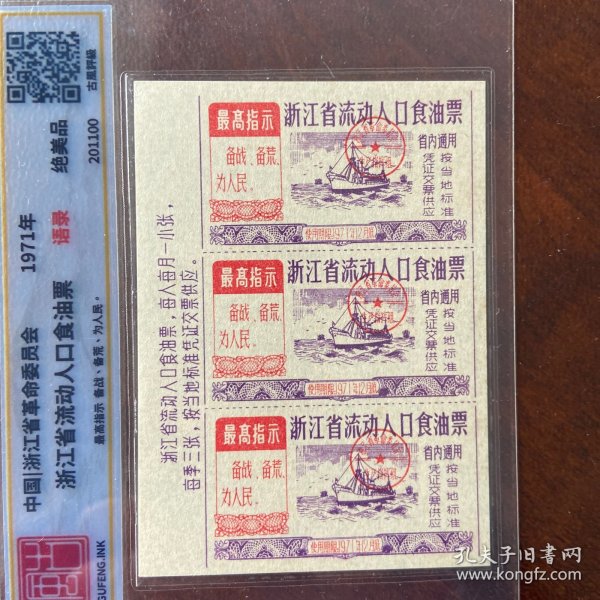 中国|浙江省革命委员会 1971年
浙江省流动人口食油票 语录 绝美品
最高指示 备战、备荒、为人民。
201100
古風评級
GUFENG.INK
浙江省流动人口食油票，每人每月一小张，
每季三张，按当地标准凭证交票供应。
最高指示
备战、备荒、
为人民。
浙江省流动人口食油票
省内通用
按当地标准
凭证交票供应
使用期限1971年12月底
最高指示
备战、备荒、
为人民。
浙江省流动人口食油票
省内通用
按当地标准
凭证交票供应
使用期限1971年12月底
最高指示
备战、备荒、
为人民。
浙江省流动人口食油票
省内通用
按当地标准
凭证交票供应
使用期限1971年12月底
孔夫子旧书网
www.kongfz.com